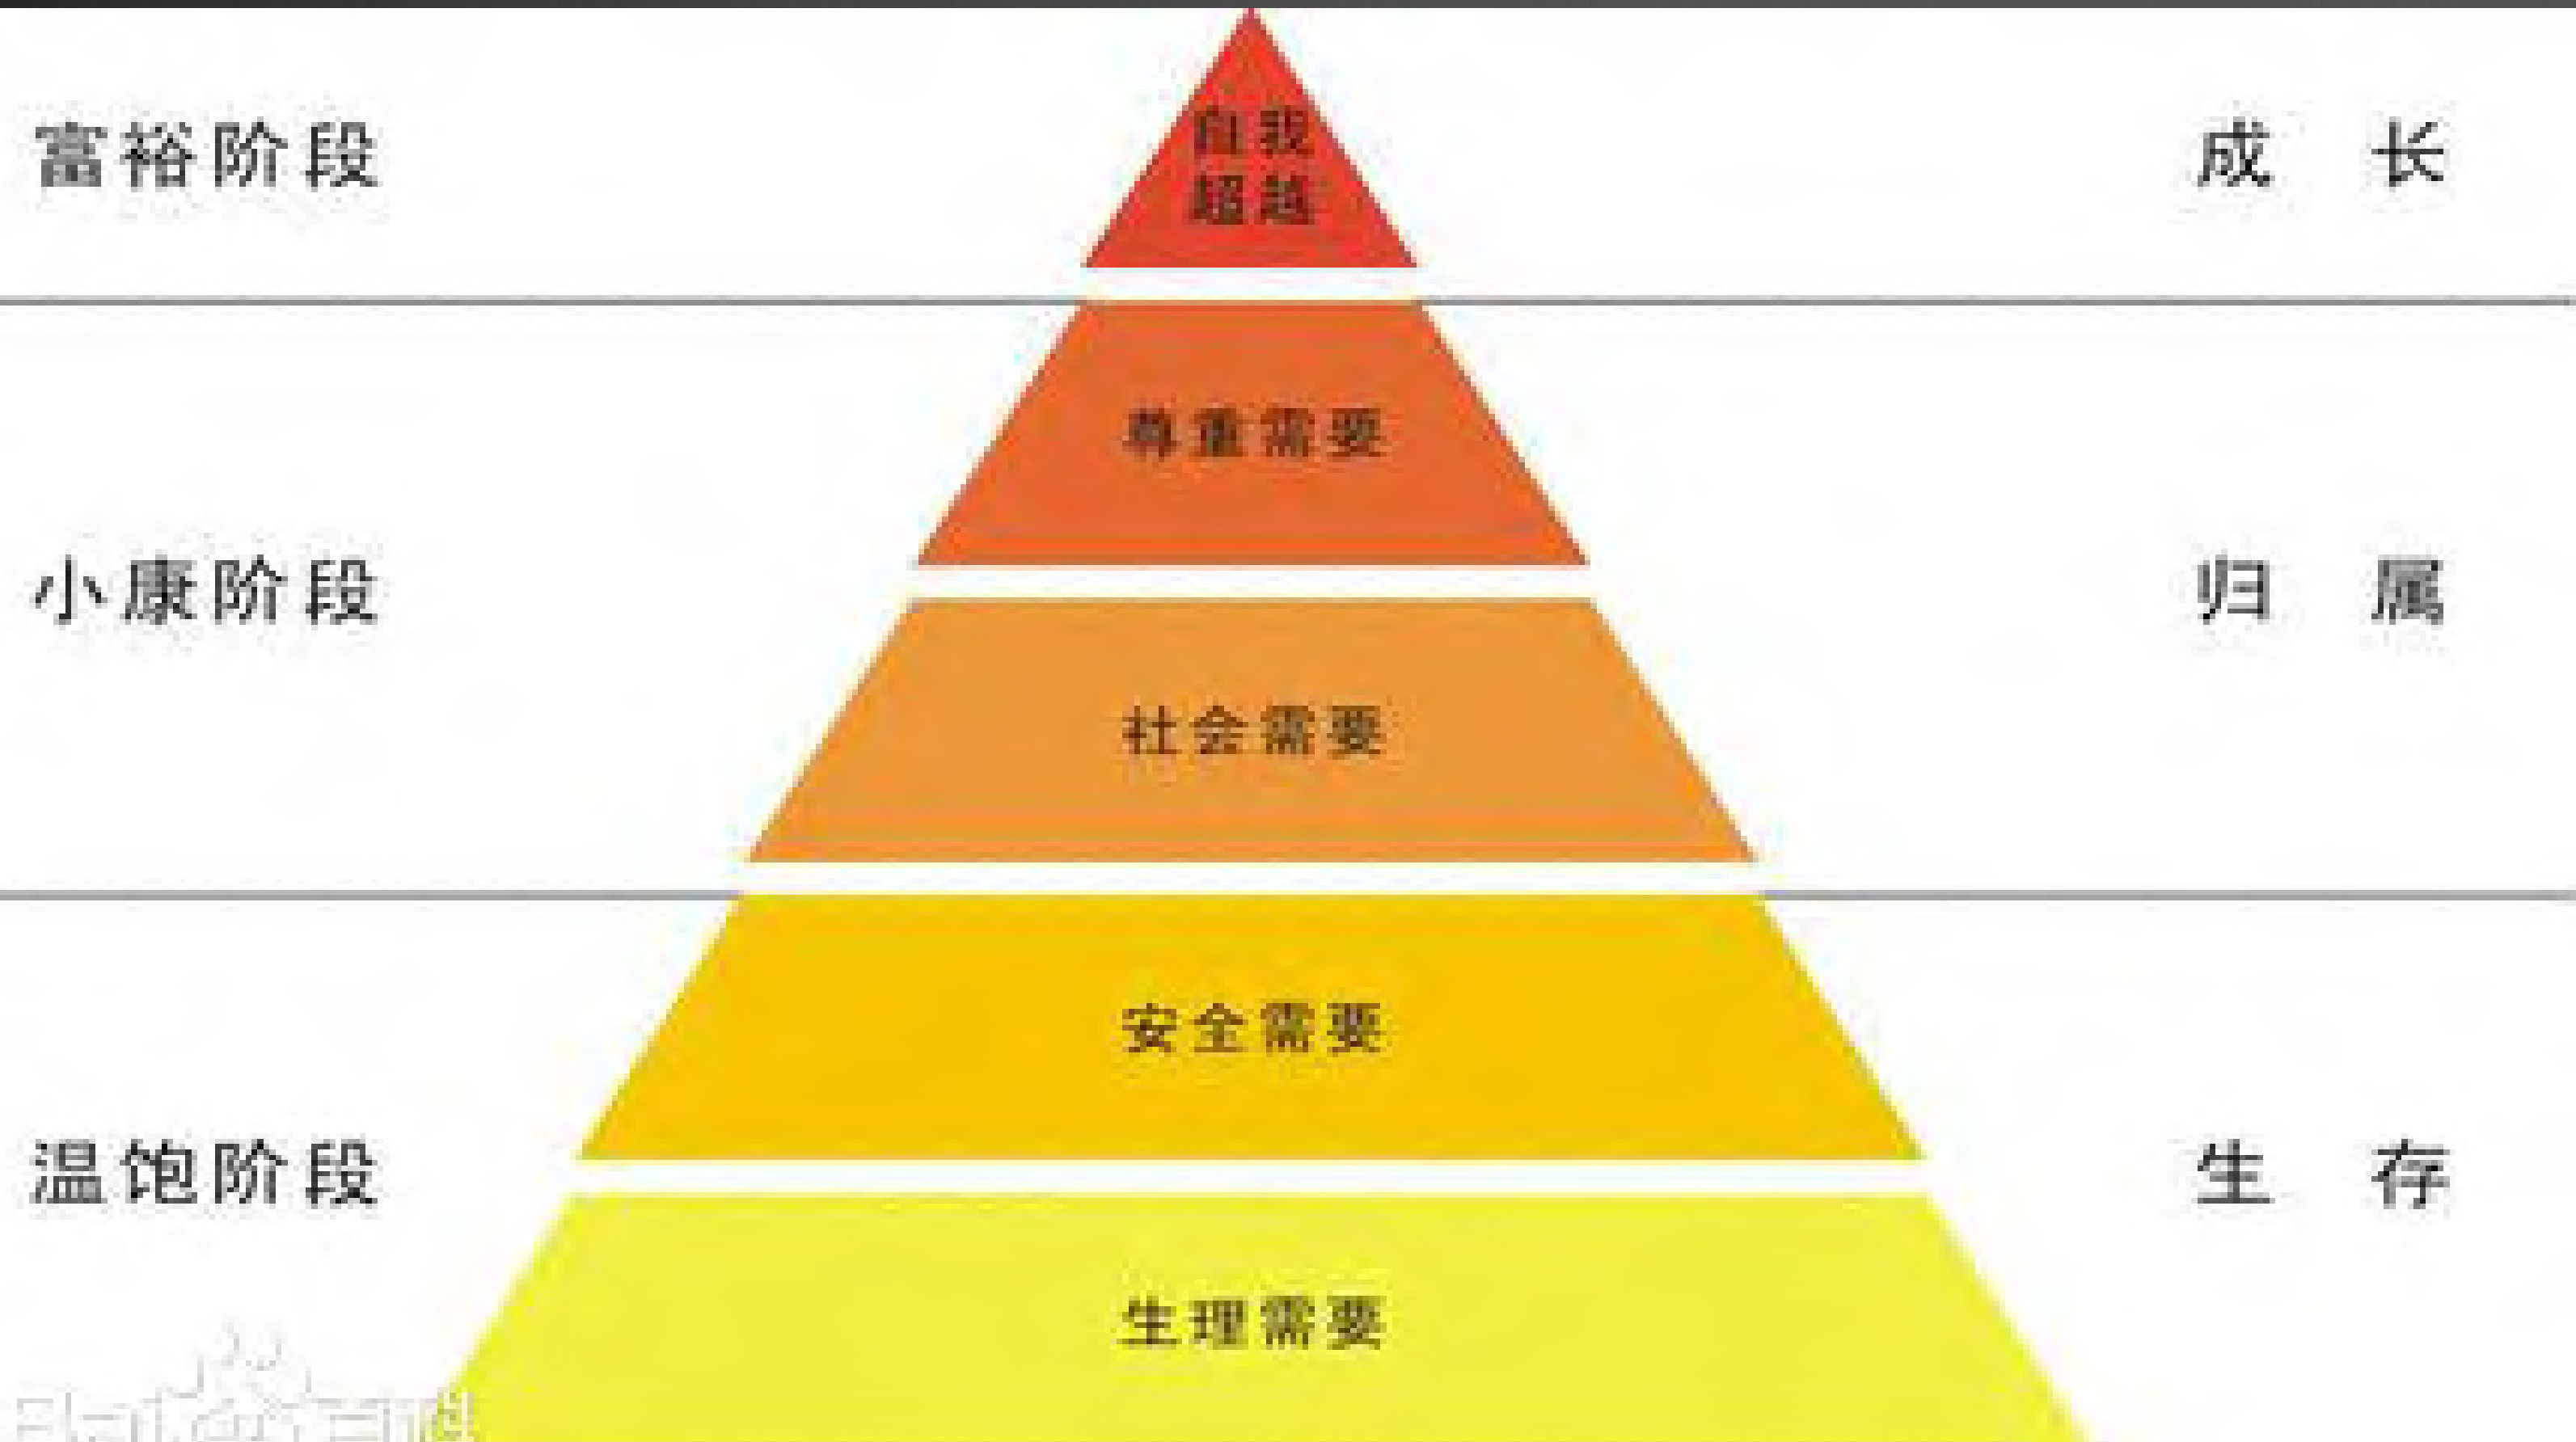 富裕阶段
自我
超越
成 长
尊重需要
小康阶段
归 属
社会需要
安全需要
温饱阶段
生 存
生理需要